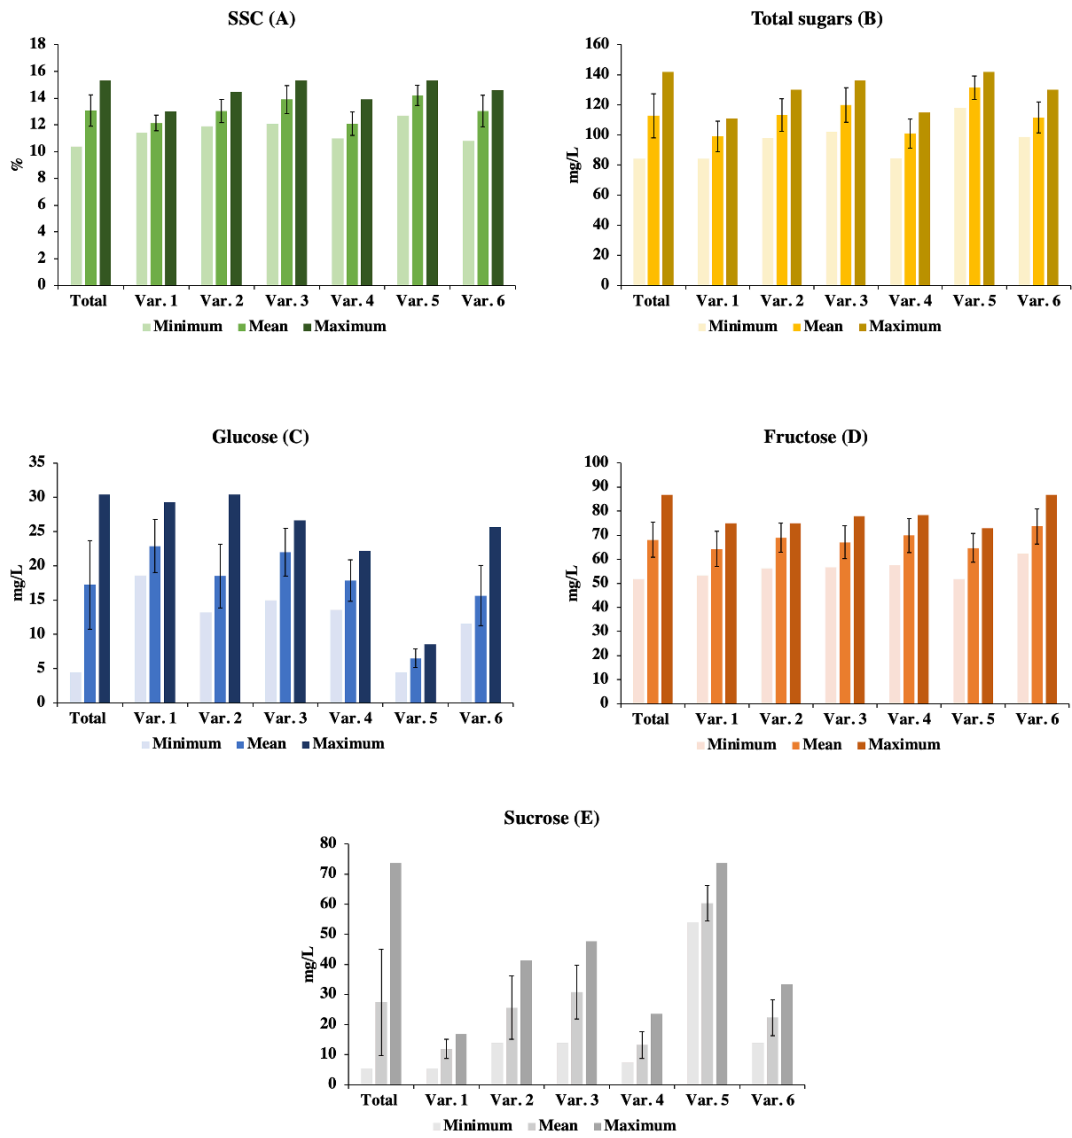 SSC (A)
18
16
14
12
10
8
6
4
2
0
%
Total Var. 1 Var. 2 Var. 3 Var. 4 Var. 5 Var. 6
Minimum Mean Maximum
Total sugars (B)
160
140
120
100
80
60
40
20
0
mg/L
Total Var. 1 Var. 2 Var. 3 Var. 4 Var. 5 Var. 6
Minimum Mean Maximum
Glucose (C)
35
30
25
20
15
10
5
0
mg/L
Total Var. 1 Var. 2 Var. 3 Var. 4 Var. 5 Var. 6
Minimum Mean Maximum
Fructose (D)
100
90
80
70
60
50
40
30
20
10
0
mg/L
Total Var. 1 Var. 2 Var. 3 Var. 4 Var. 5 Var. 6
Minimum Mean Maximum
Sucrose (E)
80
70
60
50
40
30
20
10
0
mg/L
Total Var. 1 Var. 2 Var. 3 Var. 4 Var. 5 Var. 6
Minimum Mean Maximum